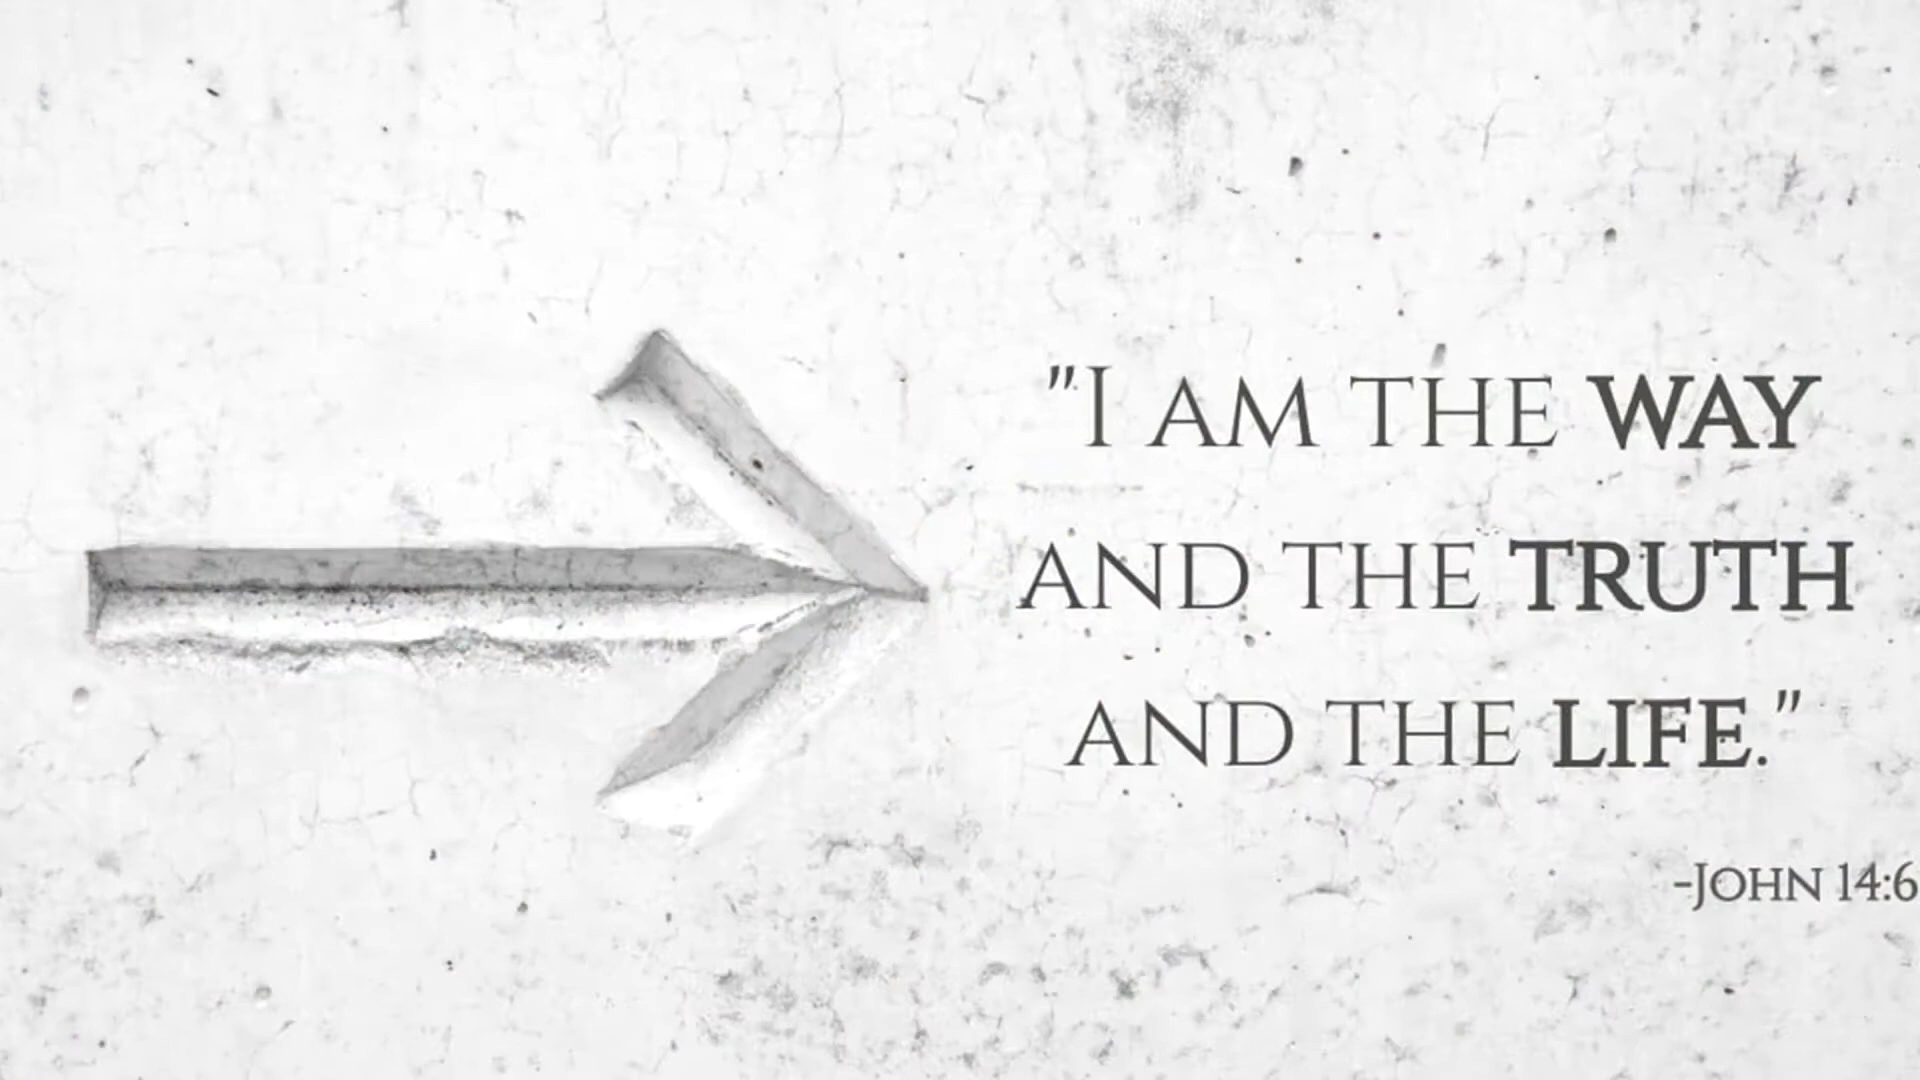 "I AM THE WAY
AND THE TRUTH
AND THE LIFE."
-JOHN 14:6